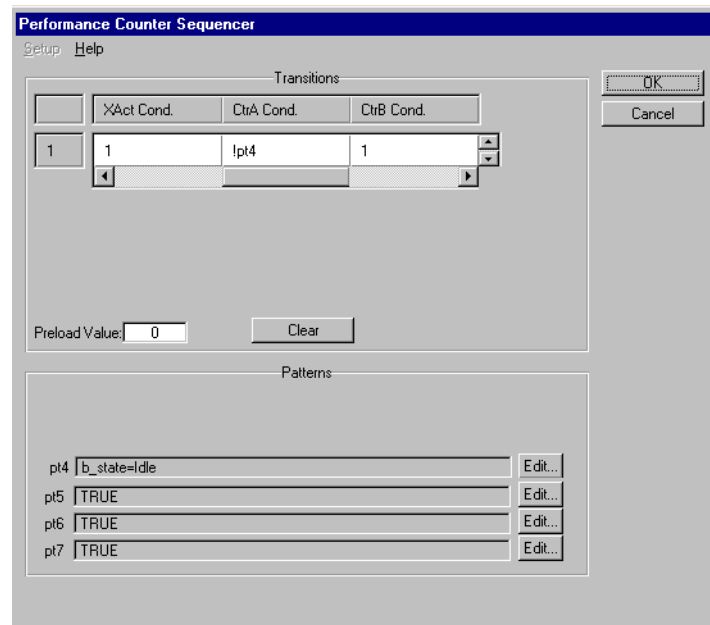 Performance Counter Sequencer
Setup Help
Transitions
XAct Cond. CtrA Cond. CtrB Cond.
1 1 !pt4 1
Preload Value: 0 Clear
OK
Cancel
Patterns
pt4 b_state=Idle Edit...
pt5 TRUE Edit...
pt6 TRUE Edit...
pt7 TRUE Edit...